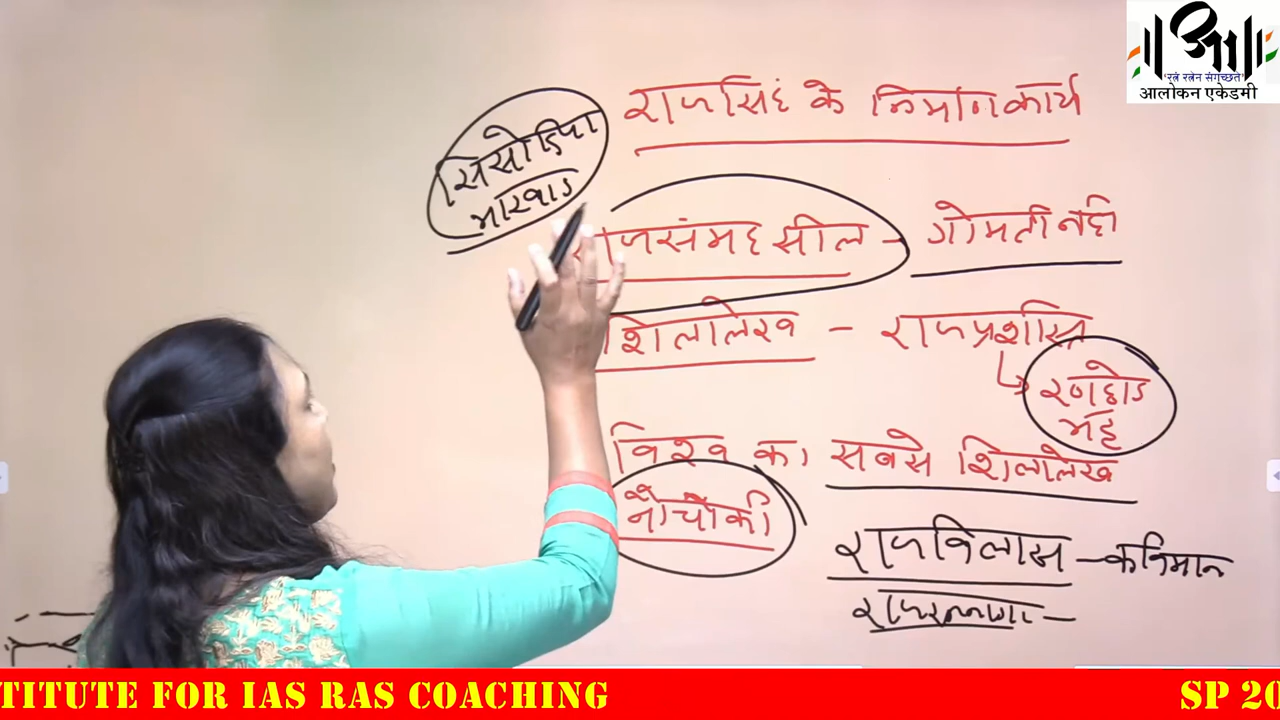 आलोकन एकेडमी
राजसिंह के निर्माण कार्य
सिसोदिया
मारवाड
राजसंमद झील - गोमती नदी
शिलालेख - राजप्रशस्ति
रणछोड
भट्ट
विश्व का सबसे शिलालेख
नौचौकी
राजविलास - कविमान
TITUTE FOR IAS RAS COACHING
SP 20